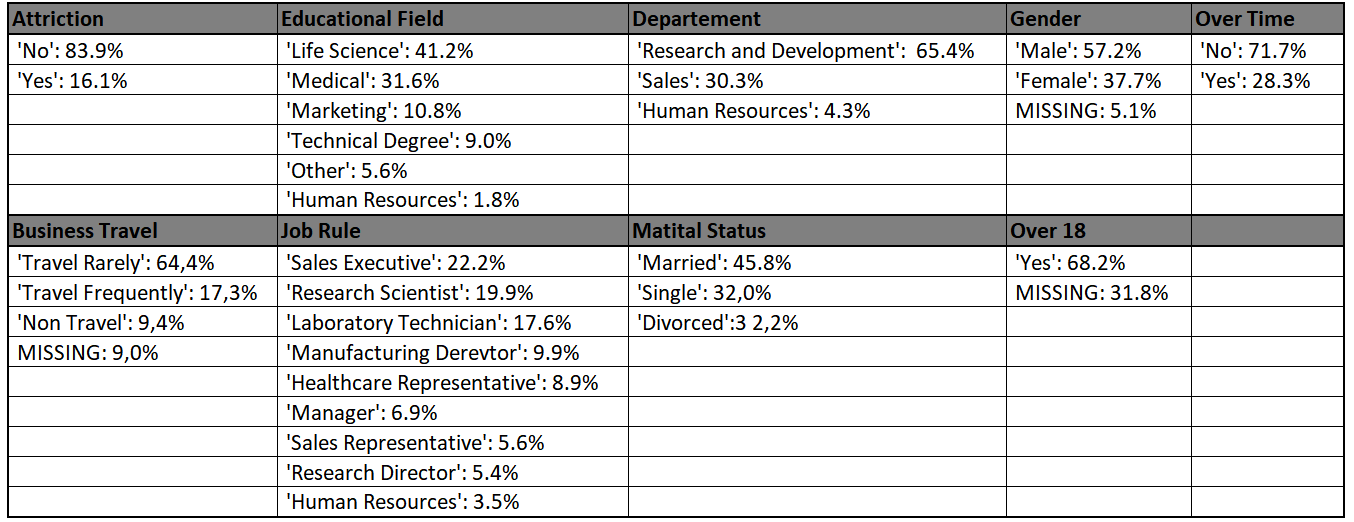 Attriction Educational Field Departement Gender Over Time
'No': 83.9% 'Life Science': 41.2% 'Research and Development':  65.4% 'Male': 57.2% 'No': 71.7%
'Yes': 16.1% 'Medical': 31.6% 'Sales': 30.3% 'Female': 37.7% 'Yes': 28.3%
'Marketing': 10.8% 'Human Resources': 4.3% MISSING: 5.1%
'Technical Degree': 9.0%
'Other': 5.6%
'Human Resources': 1.8%
Business Travel Job Rule Matital Status Over 18
'Travel Rarely': 64,4% 'Sales Executive': 22.2% 'Married': 45.8% 'Yes': 68.2%
'Travel Frequently': 17,3% 'Research Scientist': 19.9% 'Single': 32,0% MISSING: 31.8%
'Non Travel': 9,4% 'Laboratory Technician': 17.6% 'Divorced':3 2,2%
MISSING: 9,0% 'Manufacturing Derevtor': 9.9%
'Healthcare Representative': 8.9%
'Manager': 6.9%
'Sales Representative': 5.6%
'Research Director': 5.4%
'Human Resources': 3.5%